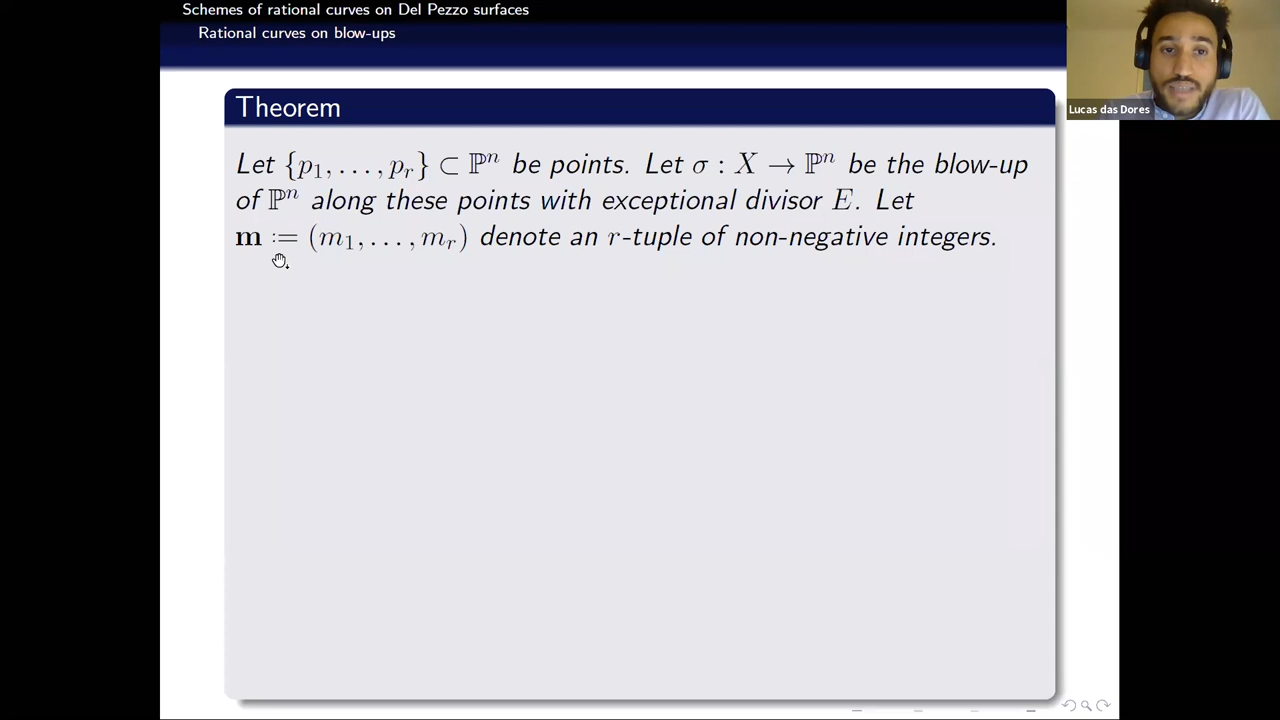 Schemes of rational curves on Del Pezzo surfaces
Rational curves on blow-ups
Lucas das Dores
Theorem
Let {p₁, . . . , pᵣ} ⊂ ℙⁿ be points. Let σ : X → ℙⁿ be the blow-up
of ℙⁿ along these points with exceptional divisor E. Let
m := (m₁, . . . , mᵣ) denote an r-tuple of non-negative integers.